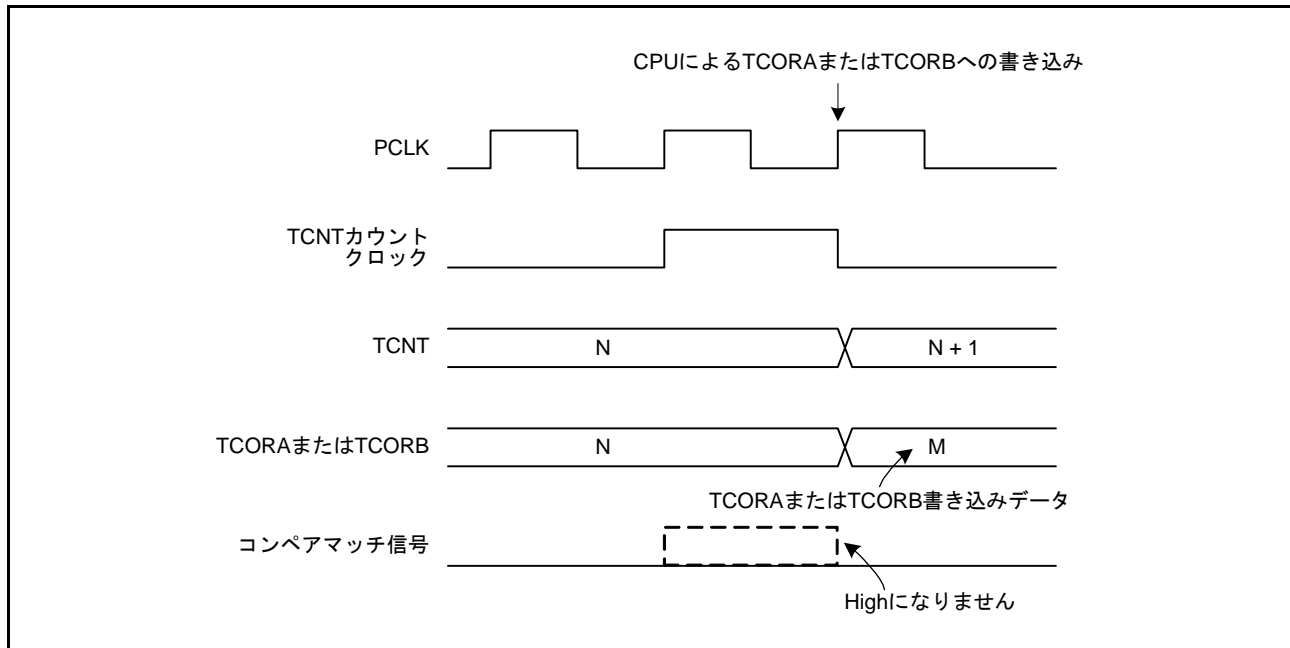 CPUによるTCORAまたはTCORBへの書き込み
PCLK
TCNTカウント
クロック
TCNT
N
N + 1
TCORAまたはTCORB
N
M
TCORAまたはTCORB書き込みデータ
コンペアマッチ信号
Highになりません